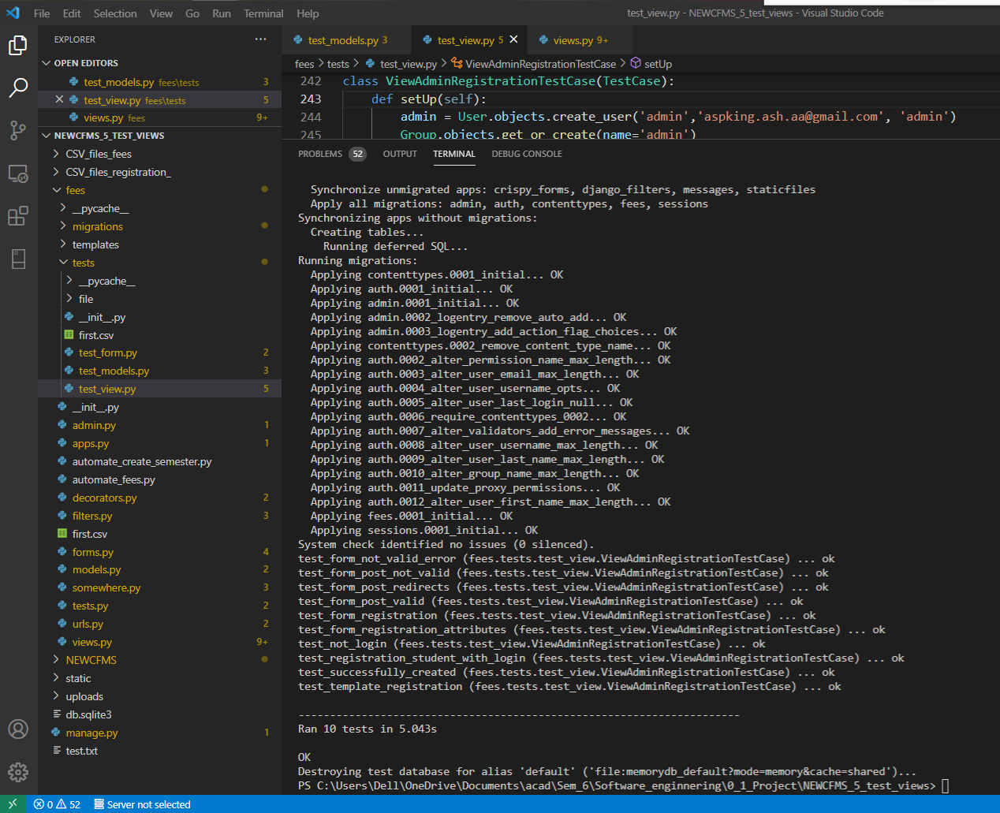 File Edit Selection View Go Run Terminal Help
test_view.py - NEWCFMS_5_test_views - Visual Studio Code
EXPLORER ...
OPEN EDITORS
test_models.py fees\tests 3
test_view.py fees\tests 5
views.py fees 9+
NEWCFMS_5_TEST_VIEWS
CSV_files_fees
CSV_files_registration_
fees
__pycache__
migrations
templates
tests
__pycache__
file
__init__.py
first.csv
test_form.py 2
test_models.py 3
test_view.py 5
__init__.py
admin.py 1
apps.py 1
automate_create_semester.py
automate_fees.py
decorators.py 2
filters.py 3
first.csv
forms.py 4
models.py 2
somewhere.py 3
tests.py 2
urls.py 2
views.py 9+
NEWCFMS
static
uploads
db.sqlite3
manage.py 1
test.txt
test_models.py 3
test_view.py 5
views.py 9+
fees > tests > test_view.py > ViewAdminRegistrationTestCase > setUp
242 class ViewAdminRegistrationTestCase(TestCase):
243 def setUp(self):
244 admin = User.objects.create_user('admin','aspking.ash.aa@gmail.com', 'admin')
245 Group.objects.get_or_create(name='admin')
PROBLEMS 52 OUTPUT TERMINAL DEBUG CONSOLE
Synchronize unmigrated apps: crispy_forms, django_filters, messages, staticfiles
Apply all migrations: admin, auth, contenttypes, fees, sessions
Synchronizing apps without migrations:
Creating tables...
Running deferred SQL...
Running migrations:
Applying contenttypes.0001_initial... OK
Applying auth.0001_initial... OK
Applying admin.0001_initial... OK
Applying admin.0002_logentry_remove_auto_add... OK
Applying admin.0003_logentry_add_action_flag_choices... OK
Applying contenttypes.0002_remove_content_type_name... OK
Applying auth.0002_alter_permission_name_max_length... OK
Applying auth.0003_alter_user_email_max_length... OK
Applying auth.0004_alter_user_username_opts... OK
Applying auth.0005_alter_user_last_login_null... OK
Applying auth.0006_require_contenttypes_0002... OK
Applying auth.0007_alter_validators_add_error_messages... OK
Applying auth.0008_alter_user_username_max_length... OK
Applying auth.0009_alter_user_last_name_max_length... OK
Applying auth.0010_alter_group_name_max_length... OK
Applying auth.0011_update_proxy_permissions... OK
Applying auth.0012_alter_user_first_name_max_length... OK
Applying fees.0001_initial... OK
Applying sessions.0001_initial... OK
System check identified no issues (0 silenced).
test_form_not_valid_error (fees.tests.test_view.ViewAdminRegistrationTestCase) ... ok
test_form_post_not_valid (fees.tests.test_view.ViewAdminRegistrationTestCase) ... ok
test_form_post_redirects (fees.tests.test_view.ViewAdminRegistrationTestCase) ... ok
test_form_post_valid (fees.tests.test_view.ViewAdminRegistrationTestCase) ... ok
test_form_registration (fees.tests.test_view.ViewAdminRegistrationTestCase) ... ok
test_form_registration_attributes (fees.tests.test_view.ViewAdminRegistrationTestCase) ... ok
test_not_login (fees.tests.test_view.ViewAdminRegistrationTestCase) ... ok
test_registration_student_with_login (fees.tests.test_view.ViewAdminRegistrationTestCase) ... ok
test_successfully_created (fees.tests.test_view.ViewAdminRegistrationTestCase) ... ok
test_template_registration (fees.tests.test_view.ViewAdminRegistrationTestCase) ... ok
----------------------------------------------------------------------
Ran 10 tests in 5.043s
OK
Destroying test database for alias 'default' ('file:memorydb_default?mode=memory&cache=shared')...
PS C:\Users\Dell\OneDrive\Documents\acad\Sem_6\Software_enginnering\0_1_Project\NEWCFMS_5_test_views>
0 52 Server not selected